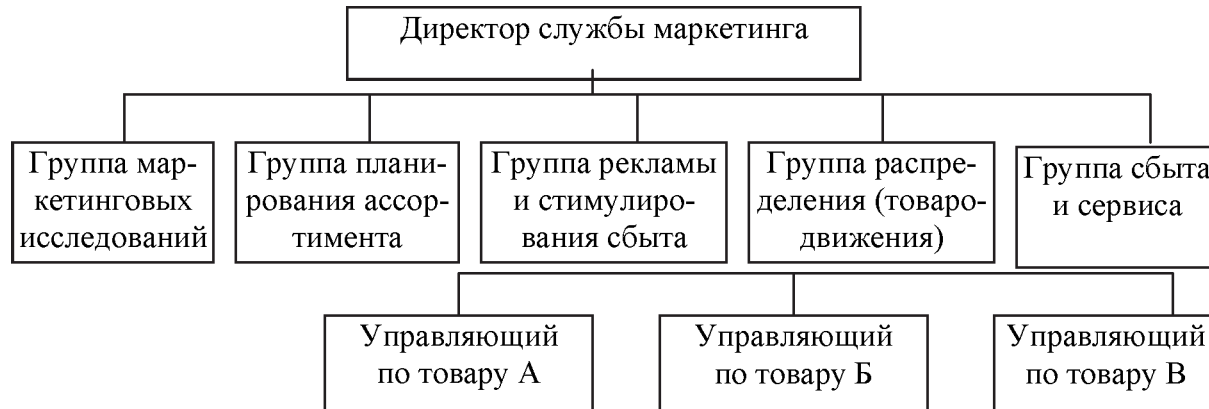 Директор службы маркетинга
Группа мар-
кетинговых
исследований
Группа плани-
рования ассор-
тимента
Группа рекламы
и стимулиро-
вания сбыта
Группа распре-
деления (товаро-
движения)
Группа сбыта
и сервиса
Управляющий
по товару А
Управляющий
по товару Б
Управляющий
по товару В